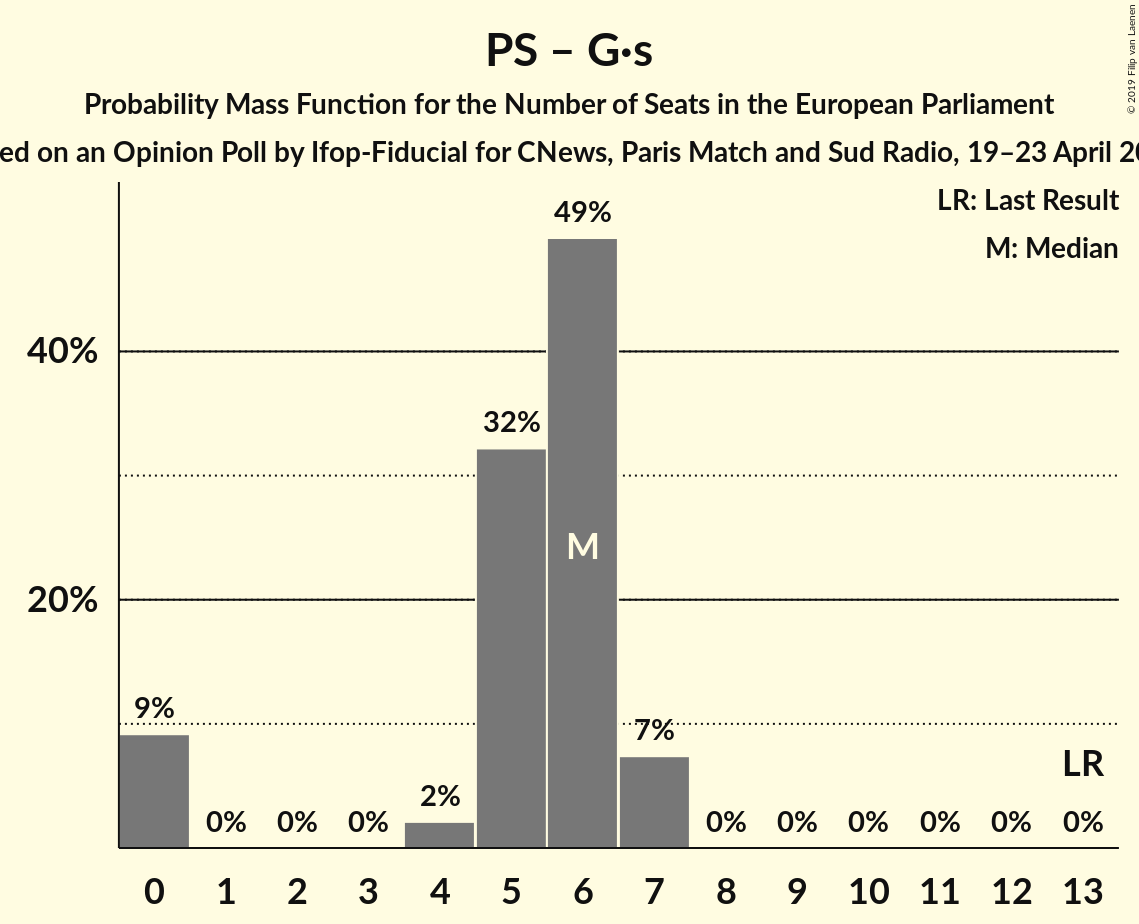 PS – G·s
Probability Mass Function for the Number of Seats in the European Parliament
ed on an Opinion Poll by Ifop-Fiducial for CNews, Paris Match and Sud Radio, 19–23 April 20
© 2019 Filip van Laenen
LR: Last Result
M: Median
49%
40%
32%
M
20%
9%
7%
LR
2%
0% 0% 0% 0% 0% 0% 0% 0% 0%
0 1 2 3 4 5 6 7 8 9 10 11 12 13